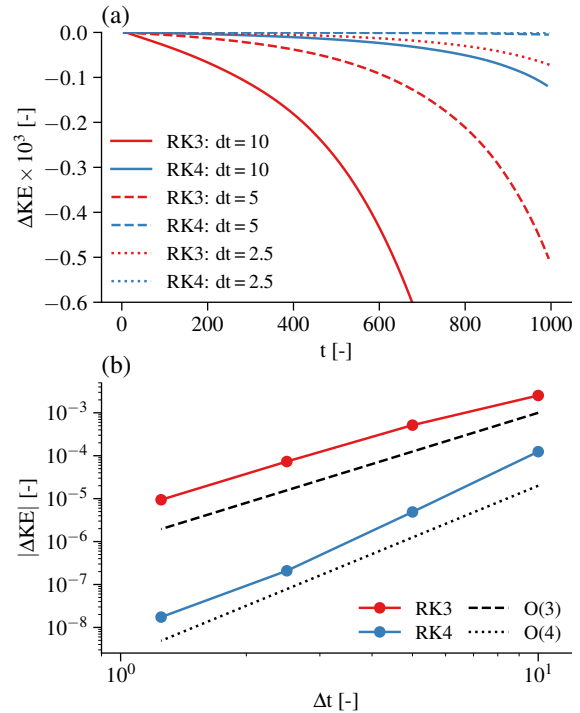 (a)
0.0
−0.1
−0.2
−0.3
−0.4
−0.5
−0.6
ΔKE × 10³ [-]
RK3: dt = 10
RK4: dt = 10
RK3: dt = 5
RK4: dt = 5
RK3: dt = 2.5
RK4: dt = 2.5
0 200 400 600 800 1000
t [-]
(b)
10⁻³
10⁻⁴
10⁻⁵
10⁻⁶
10⁻⁷
10⁻⁸
|ΔKE| [-]
RK3 O(3)
RK4 O(4)
10⁰ 10¹
Δt [-]